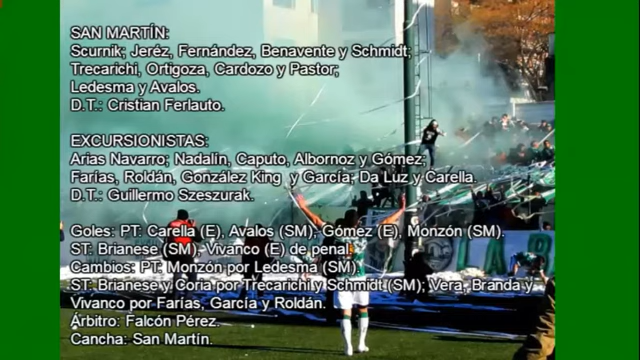 SAN MARTÍN:
Scurnik; Jeréz, Fernández, Benavente y Schmidt;
Trecarichi, Ortigoza, Cardozo y Pastor;
Ledesma y Avalos.
D.T.: Cristian Ferlauto.
EXCURSIONISTAS:
Arias Navarro; Nadalín, Caputo, Albornoz y Gómez;
Farías, Roldán, González King y García; Da Luz y Carella.
D.T.: Guillermo Szeszurak.
Goles: PT: Carella (E), Avalos (SM), Gómez (E), Monzón (SM).
ST: Brianese (SM), Vivanco (E) de penal.
Cambios: PT: Monzón por Ledesma (SM).
ST: Brianese y Coria por Trecarichi y Schmidt (SM); Vera, Branda y
Vivanco por Farías, García y Roldán.
Árbitro: Falcón Pérez.
Cancha: San Martín.